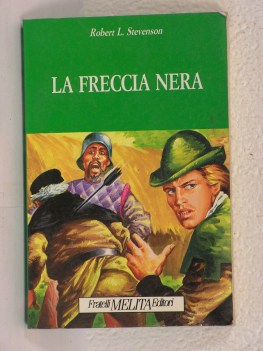 Robert L. Stevenson
LA FRECCIA NERA
Fratelli MELITA Editori